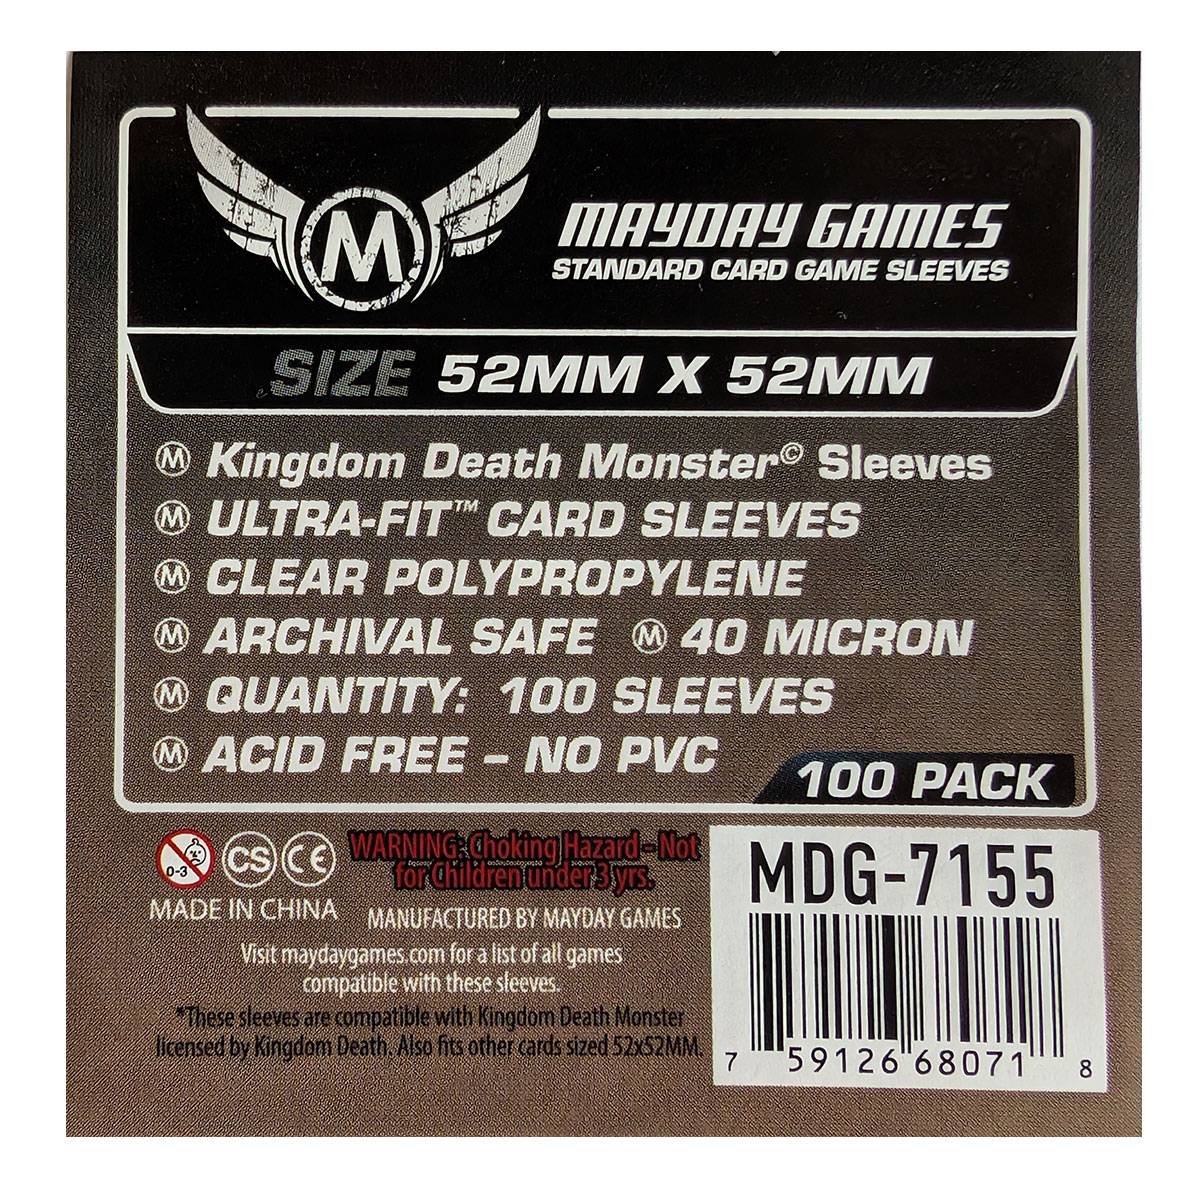 M
MAYDAY GAMES
STANDARD CARD GAME SLEEVES
SIZE 52MM X 52MM
Ⓜ Kingdom Death Monster© Sleeves
Ⓜ ULTRA-FIT™ CARD SLEEVES
Ⓜ CLEAR POLYPROPYLENE
Ⓜ ARCHIVAL SAFE Ⓜ 40 MICRON
Ⓜ QUANTITY: 100 SLEEVES
Ⓜ ACID FREE – NO PVC
100 PACK
0-3 CS CE
MADE IN CHINA
WARNING: Choking Hazard - Not
for Children under 3 yrs.
MANUFACTURED BY MAYDAY GAMES
Visit maydaygames.com for a list of all games
compatible with these sleeves.
*These sleeves are compatible with Kingdom Death Monster
licensed by Kingdom Death. Also fits other cards sized 52x52MM.
MDG-7155
7 59126 68071 8